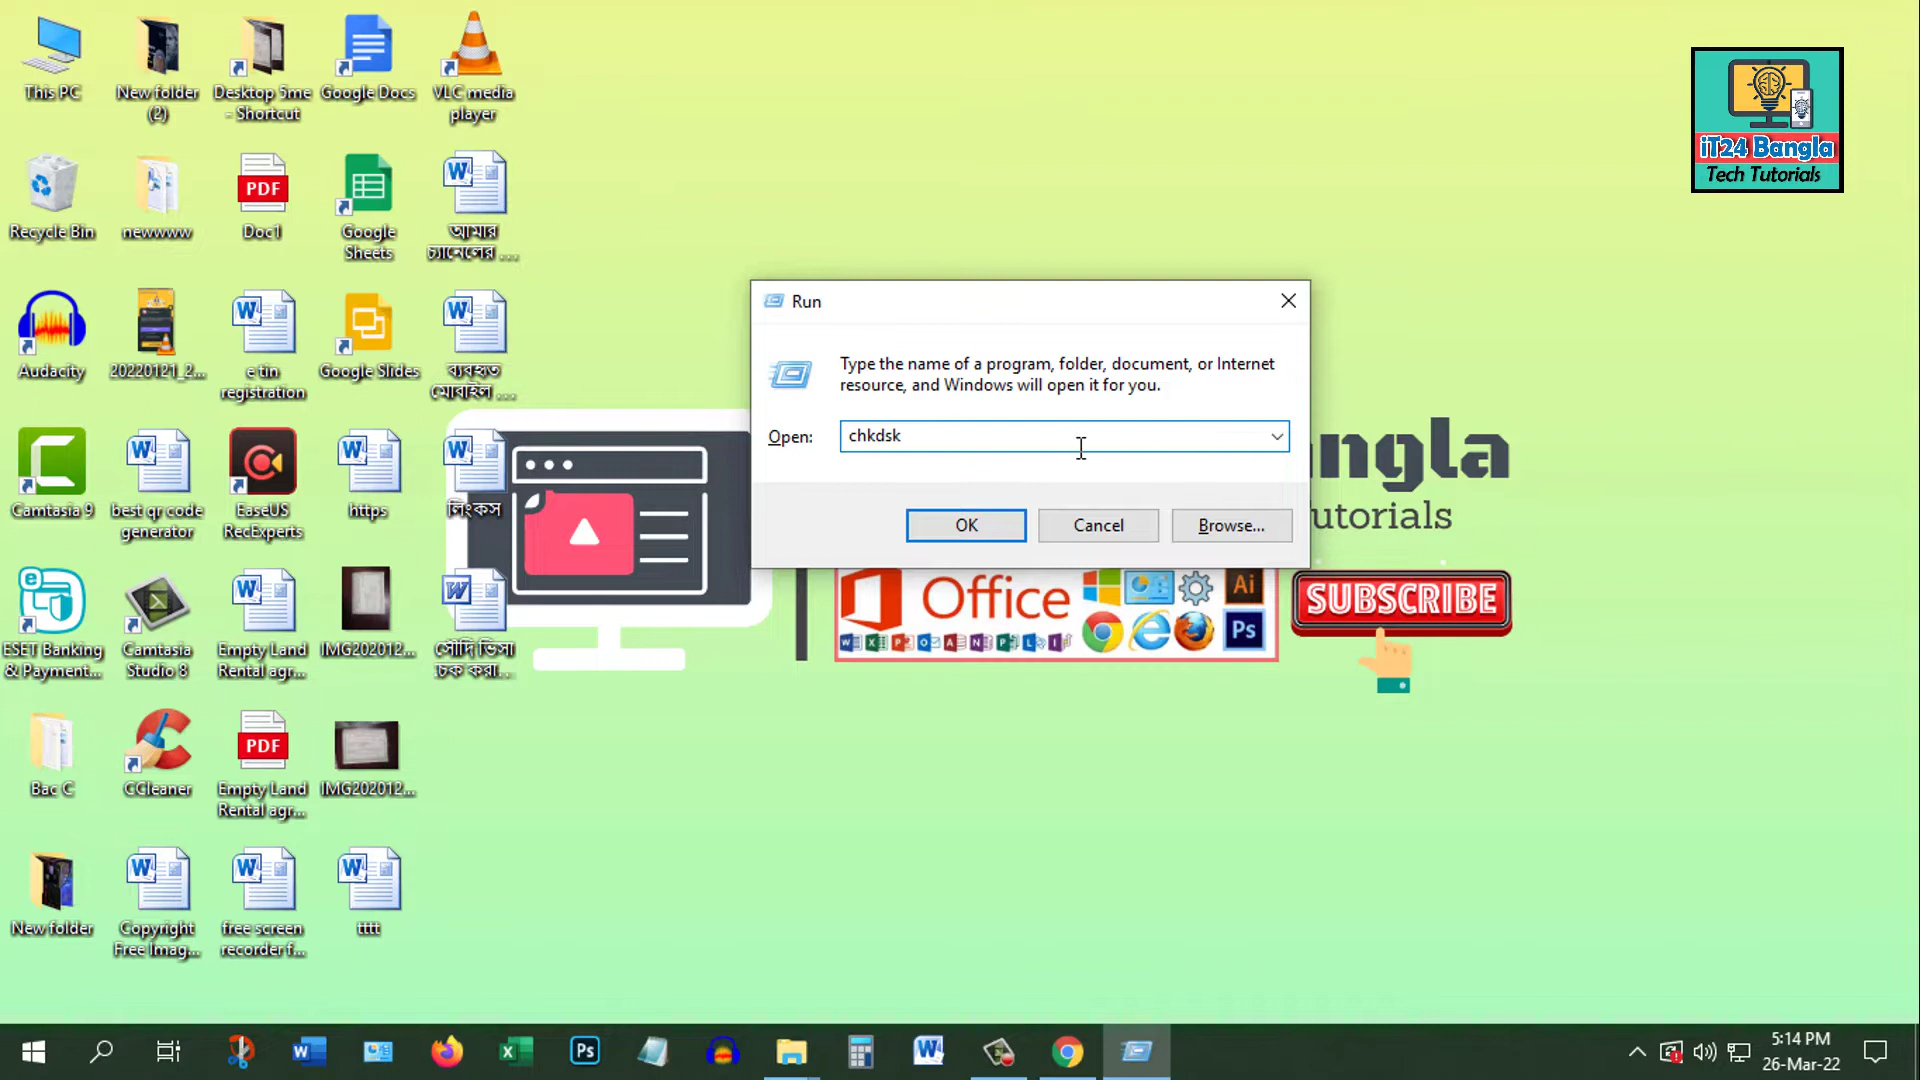 This PC
New folder
(2)
Desktop 5me
- Shortcut
Google Docs
VLC media
player
iT24 Bangla
Tech Tutorials
Recycle Bin
newwww
PDF
Doc1
Google
Sheets
আমার
চ্যানেলের ....
Audacity
20220121_2...
e tin
registration
Google Slides
ব্যবহৃত
মোবাইল ....
Run
Type the name of a program, folder, document, or Internet
resource, and Windows will open it for you.
Open:
chkdsk
OK
Cancel
Browse...
ngla
utorials
Camtasia 9
best qr code
generator
EaseUS
RecExperts
https
লিংকস
Office
Ai
Ps
SUBSCRIBE
ESET Banking
& Payment...
Camtasia
Studio 8
Empty Land
Rental agr...
IMG202012...
সৌদি ভিসা
চেক করা...
Bac C
CCleaner
PDF
Empty Land
Rental agr...
IMG202012...
New folder
Copyright
Free Imag...
free screen
recorder f...
tttt
Ps
5:14 PM
26-Mar-22